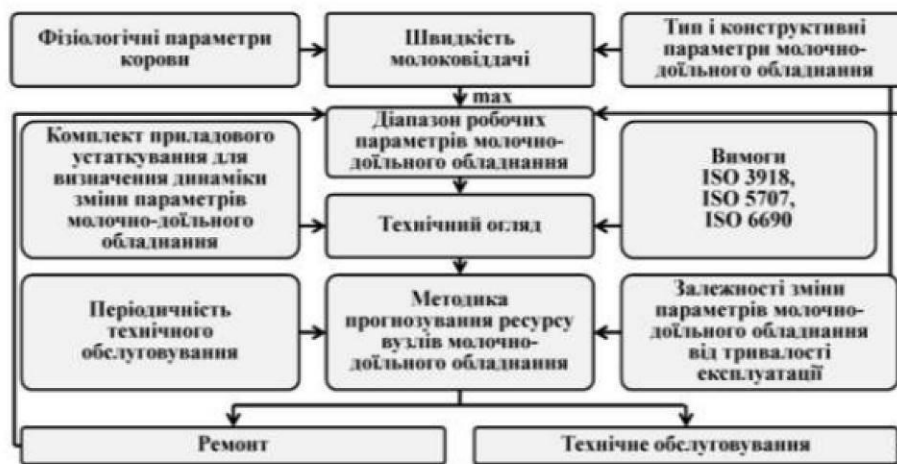 Фізіологічні параметри
корови
Швидкість
молоковіддачі
Тип і конструктивні
параметри молочно-
доїльного обладнання
max
Комплект приладового
устаткування для
визначення динаміки
зміни параметрів
молочно-доїльного
обладнання
Діапазон робочих
параметрів молочно-
доїльного обладнання
Вимоги
ISO 3918,
ISO 5707,
ISO 6690
Технічний огляд
Періодичність
технічного
обслуговування
Методика
прогнозування ресурсу
вузлів молочно-
доїльного обладнання
Залежності зміни
параметрів молочно-
доїльного обладнання
від тривалості
експлуатації
Ремонт
Технічне обслуговування